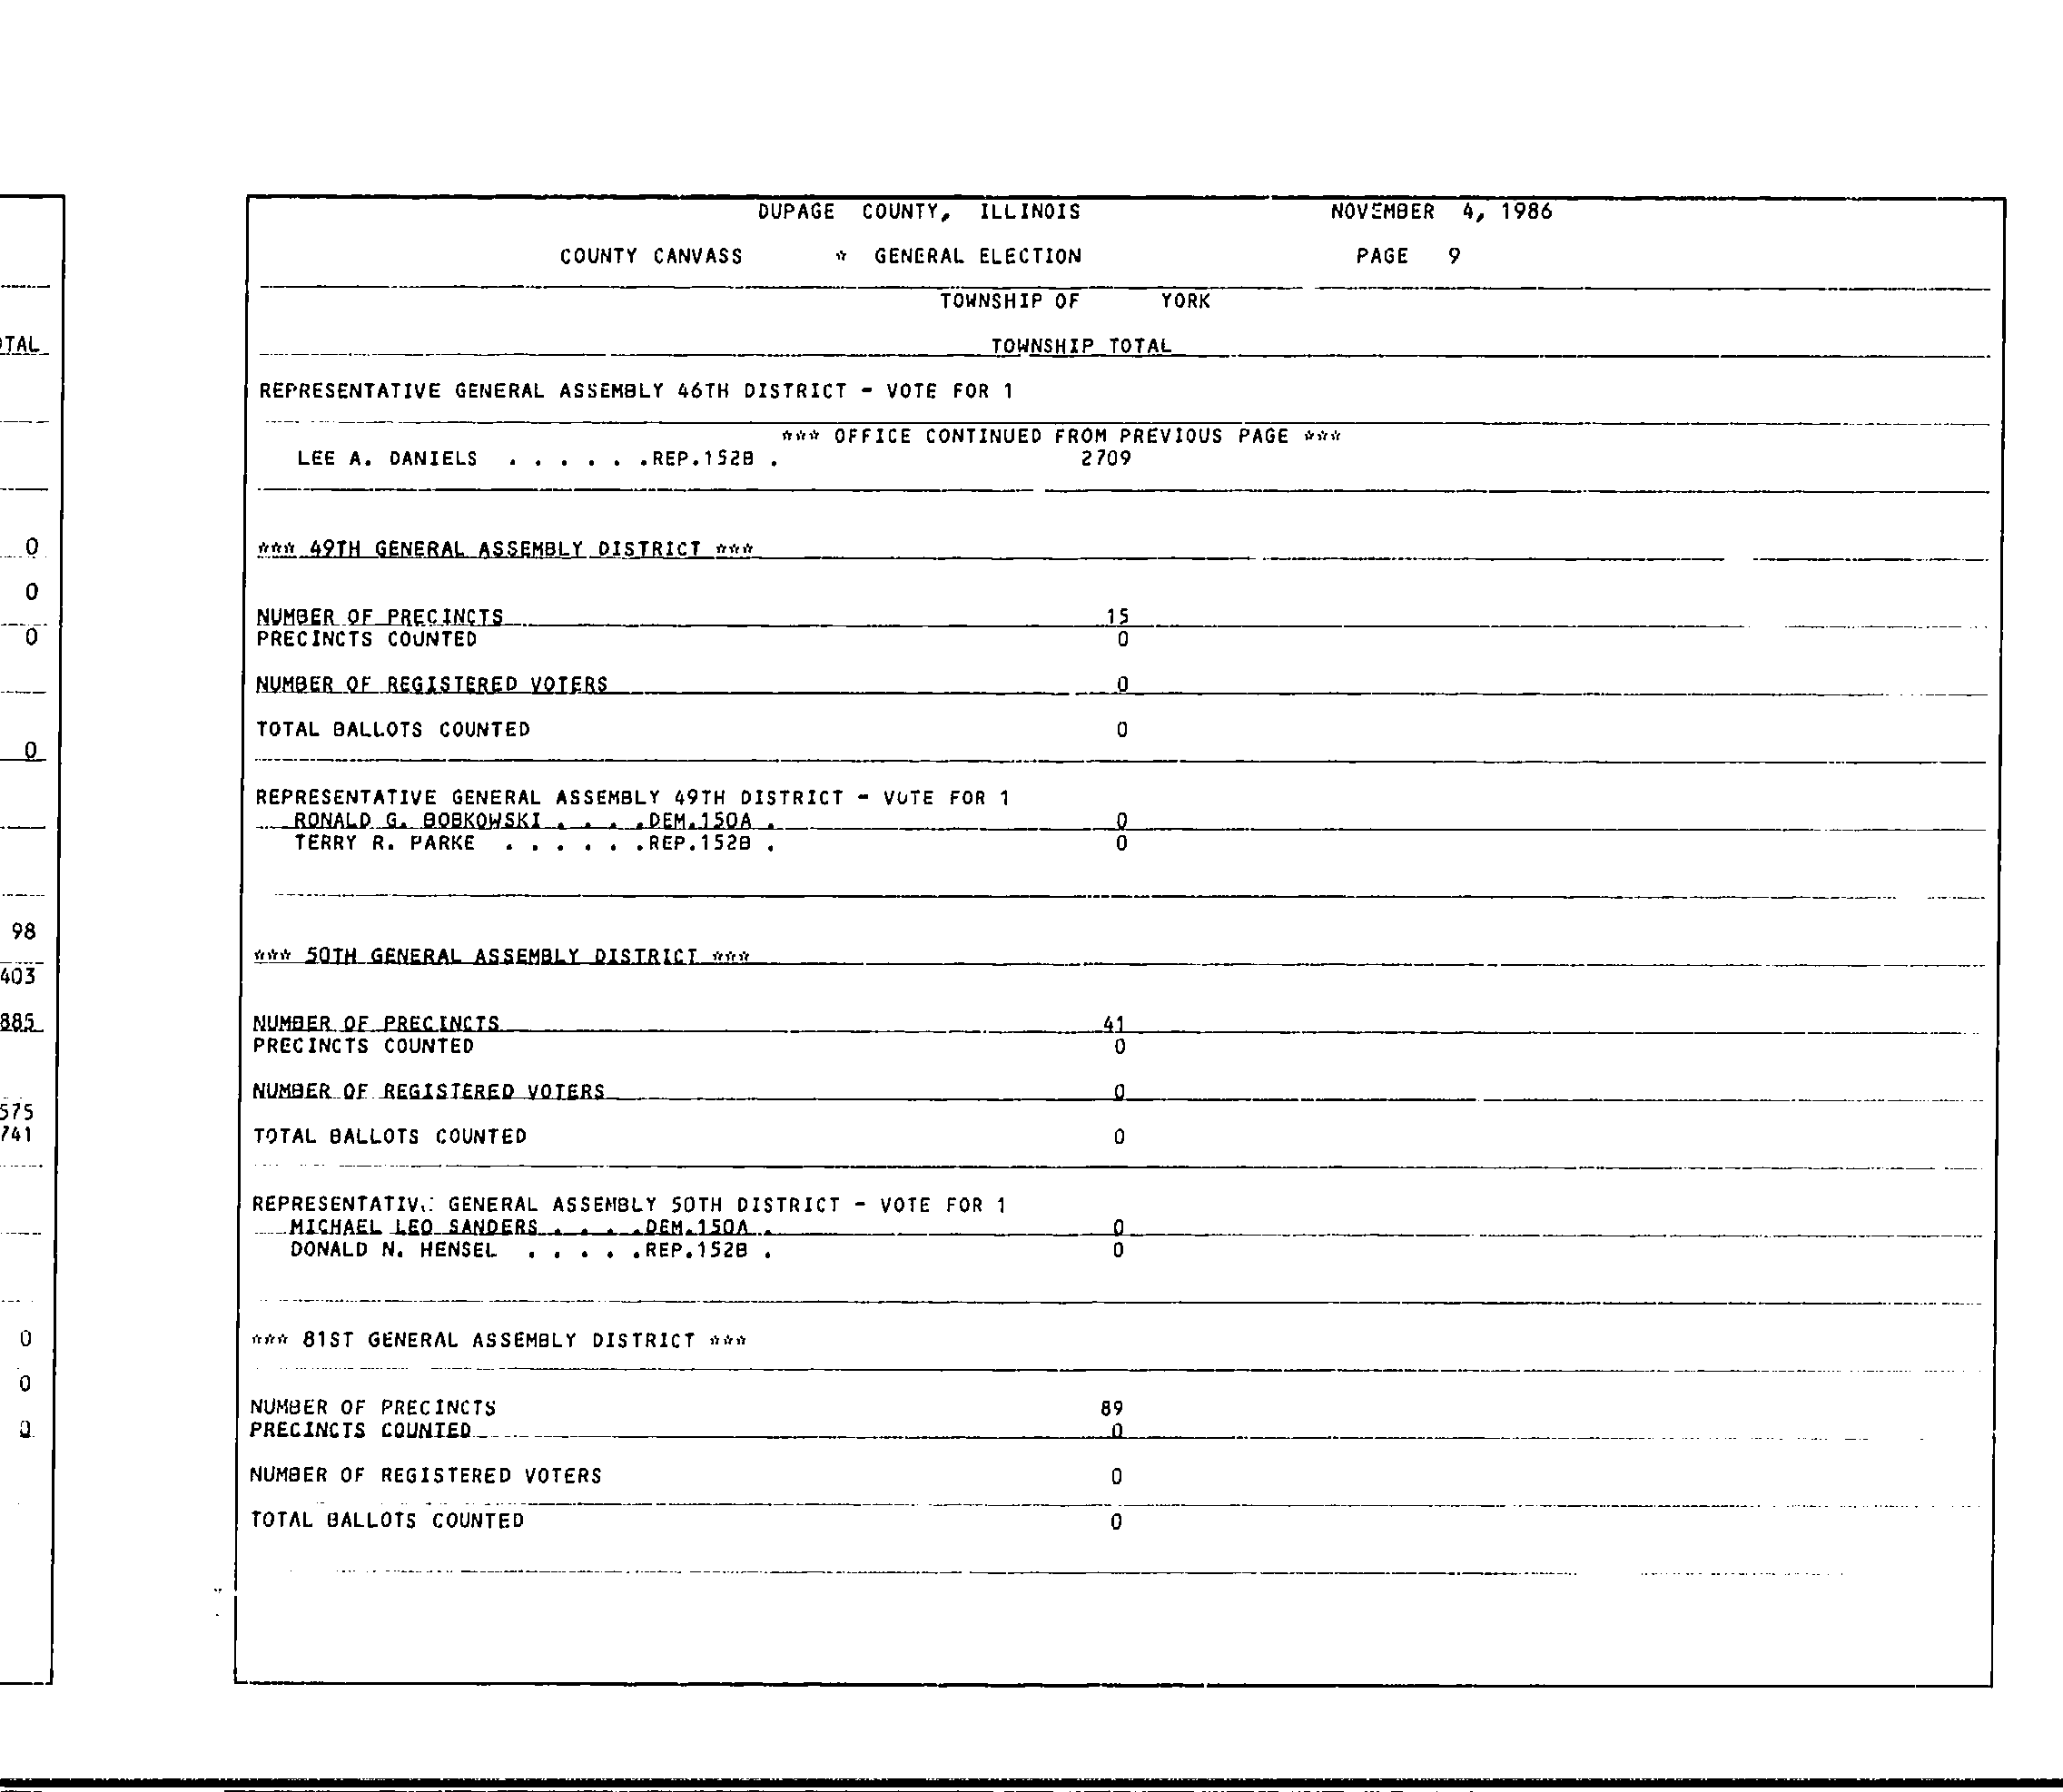 OTAL
0
0
0
0
98
403
885
575
741
0
0
0
DUPAGE COUNTY, ILLINOIS NOVEMBER 4, 1986
COUNTY CANVASS * GENERAL ELECTION PAGE 9
TOWNSHIP OF YORK
TOWNSHIP TOTAL
REPRESENTATIVE GENERAL ASSEMBLY 46TH DISTRICT - VOTE FOR 1
*** OFFICE CONTINUED FROM PREVIOUS PAGE ***
LEE A. DANIELS . . . . . .REP.152B . 2709
*** 49TH GENERAL ASSEMBLY DISTRICT ***
NUMBER OF PRECINCTS 15
PRECINCTS COUNTED 0
NUMBER OF REGISTERED VOTERS 0
TOTAL BALLOTS COUNTED 0
REPRESENTATIVE GENERAL ASSEMBLY 49TH DISTRICT - VOTE FOR 1
RONALD G. BOBKOWSKI . . . .DEM.150A . 0
TERRY R. PARKE . . . . . .REP.152B . 0
*** 50TH GENERAL ASSEMBLY DISTRICT ***
NUMBER OF PRECINCTS 41
PRECINCTS COUNTED 0
NUMBER OF REGISTERED VOTERS 0
TOTAL BALLOTS COUNTED 0
REPRESENTATIVE GENERAL ASSEMBLY 50TH DISTRICT - VOTE FOR 1
MICHAEL LEO SANDERS . . . .DEM.150A . 0
DONALD N. HENSEL . . . . .REP.152B . 0
*** 81ST GENERAL ASSEMBLY DISTRICT ***
NUMBER OF PRECINCTS 89
PRECINCTS COUNTED 0
NUMBER OF REGISTERED VOTERS 0
TOTAL BALLOTS COUNTED 0